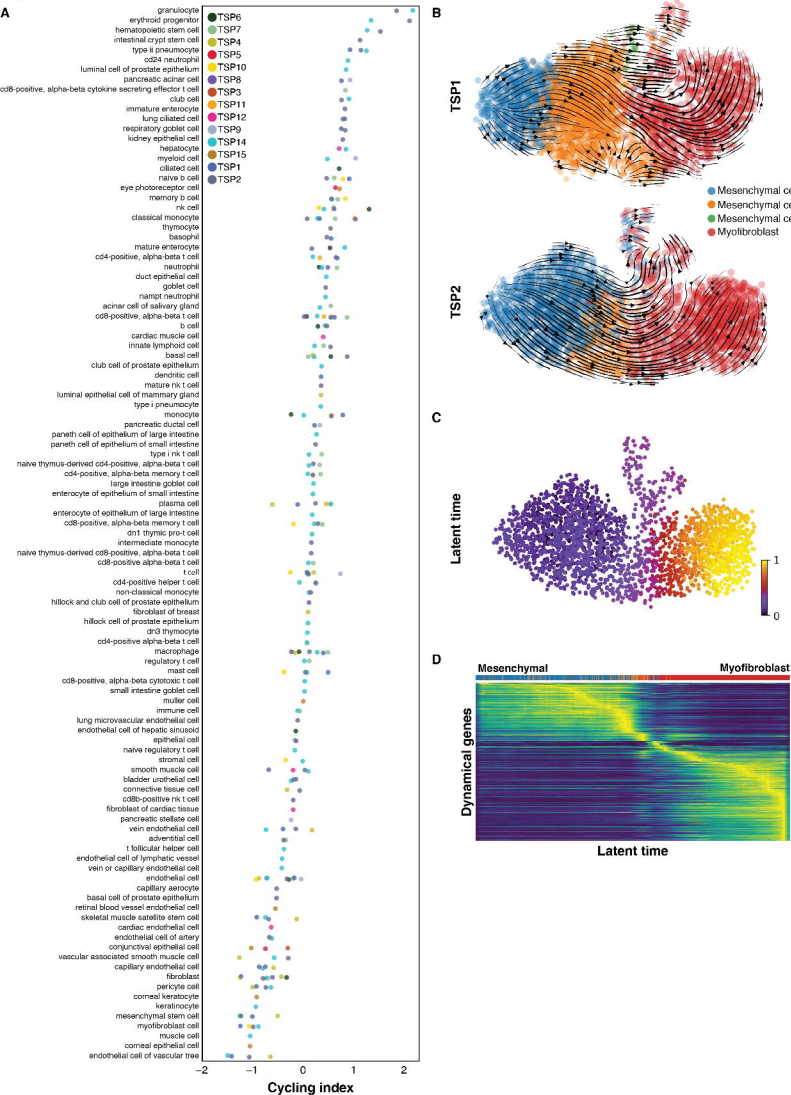 A
granulocyte
erythroid progenitor
hematopoietic stem cell
intestinal crypt stem cell
type ii pneumocyte
cd24 neutrophil
luminal cell of prostate epithelium
pancreatic acinar cell
cd8-positive, alpha-beta cytokine secreting effector t cell
club cell
immature enterocyte
lung ciliated cell
respiratory goblet cell
kidney epithelial cell
hepatocyte
myeloid cell
ciliated cell
naive b cell
eye photoreceptor cell
memory b cell
nk cell
classical monocyte
thymocyte
basophil
mature enterocyte
cd4-positive, alpha-beta t cell
neutrophil
duct epithelial cell
goblet cell
nampt neutrophil
acinar cell of salivary gland
cd8-positive, alpha-beta t cell
b cell
cardiac muscle cell
innate lymphoid cell
basal cell
club cell of prostate epithelium
dendritic cell
mature nk t cell
luminal epithelial cell of mammary gland
type i pneumocyte
monocyte
pancreatic ductal cell
paneth cell of epithelium of large intestine
paneth cell of epithelium of small intestine
type i nk t cell
naive thymus-derived cd4-positive, alpha-beta t cell
cd4-positive, alpha-beta memory t cell
large intestine goblet cell
enterocyte of epithelium of small intestine
plasma cell
enterocyte of epithelium of large intestine
cd8-positive, alpha-beta memory t cell
dn1 thymic pro-t cell
intermediate monocyte
naive thymus-derived cd8-positive, alpha-beta t cell
cd8-positive alpha-beta t cell
t cell
cd4-positive helper t cell
non-classical monocyte
hillock and club cell of prostate epithelium
fibroblast of breast
hillock cell of prostate epithelium
dn3 thymocyte
cd4-positive alpha-beta t cell
macrophage
regulatory t cell
mast cell
cd8-positive, alpha-beta cytotoxic t cell
small intestine goblet cell
muller cell
immune cell
lung microvascular endothelial cell
endothelial cell of hepatic sinusoid
epithelial cell
naive regulatory t cell
stromal cell
smooth muscle cell
bladder urothelial cell
connective tissue cell
cd8b-positive nk t cell
fibroblast of cardiac tissue
pancreatic stellate cell
vein endothelial cell
adventitial cell
t follicular helper cell
endothelial cell of lymphatic vessel
vein or capillary endothelial cell
endothelial cell
capillary aerocyte
basal cell of prostate epithelium
retinal blood vessel endothelial cell
skeletal muscle satellite stem cell
cardiac endothelial cell
endothelial cell of artery
conjunctival epithelial cell
vascular associated smooth muscle cell
capillary endothelial cell
fibroblast
pericyte cell
corneal keratocyte
keratinocyte
mesenchymal stem cell
myofibroblast cell
muscle cell
corneal epithelial cell
endothelial cell of vascular tree
TSP6
TSP7
TSP4
TSP5
TSP10
TSP8
TSP3
TSP11
TSP12
TSP9
TSP14
TSP15
TSP1
TSP2
−2 −1 0 1 2
Cycling index
B
TSP1
Mesenchymal ce
Mesenchymal ce
Mesenchymal ce
Myofibroblast
TSP2
C
Latent time
1
0
D
Mesenchymal Myofibroblast
Dynamical genes
Latent time